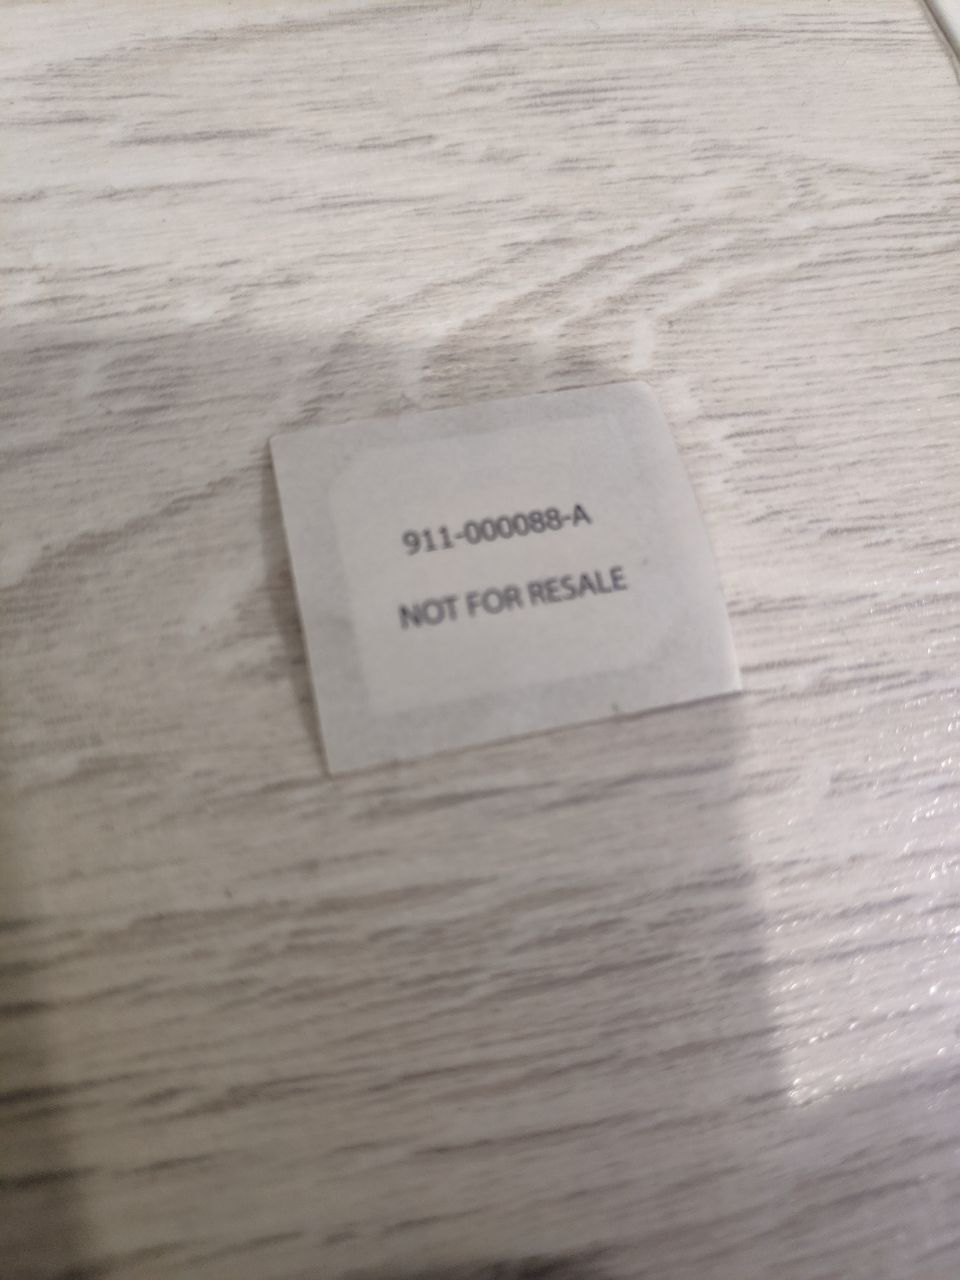 911-000088-A
NOT FOR RESALE